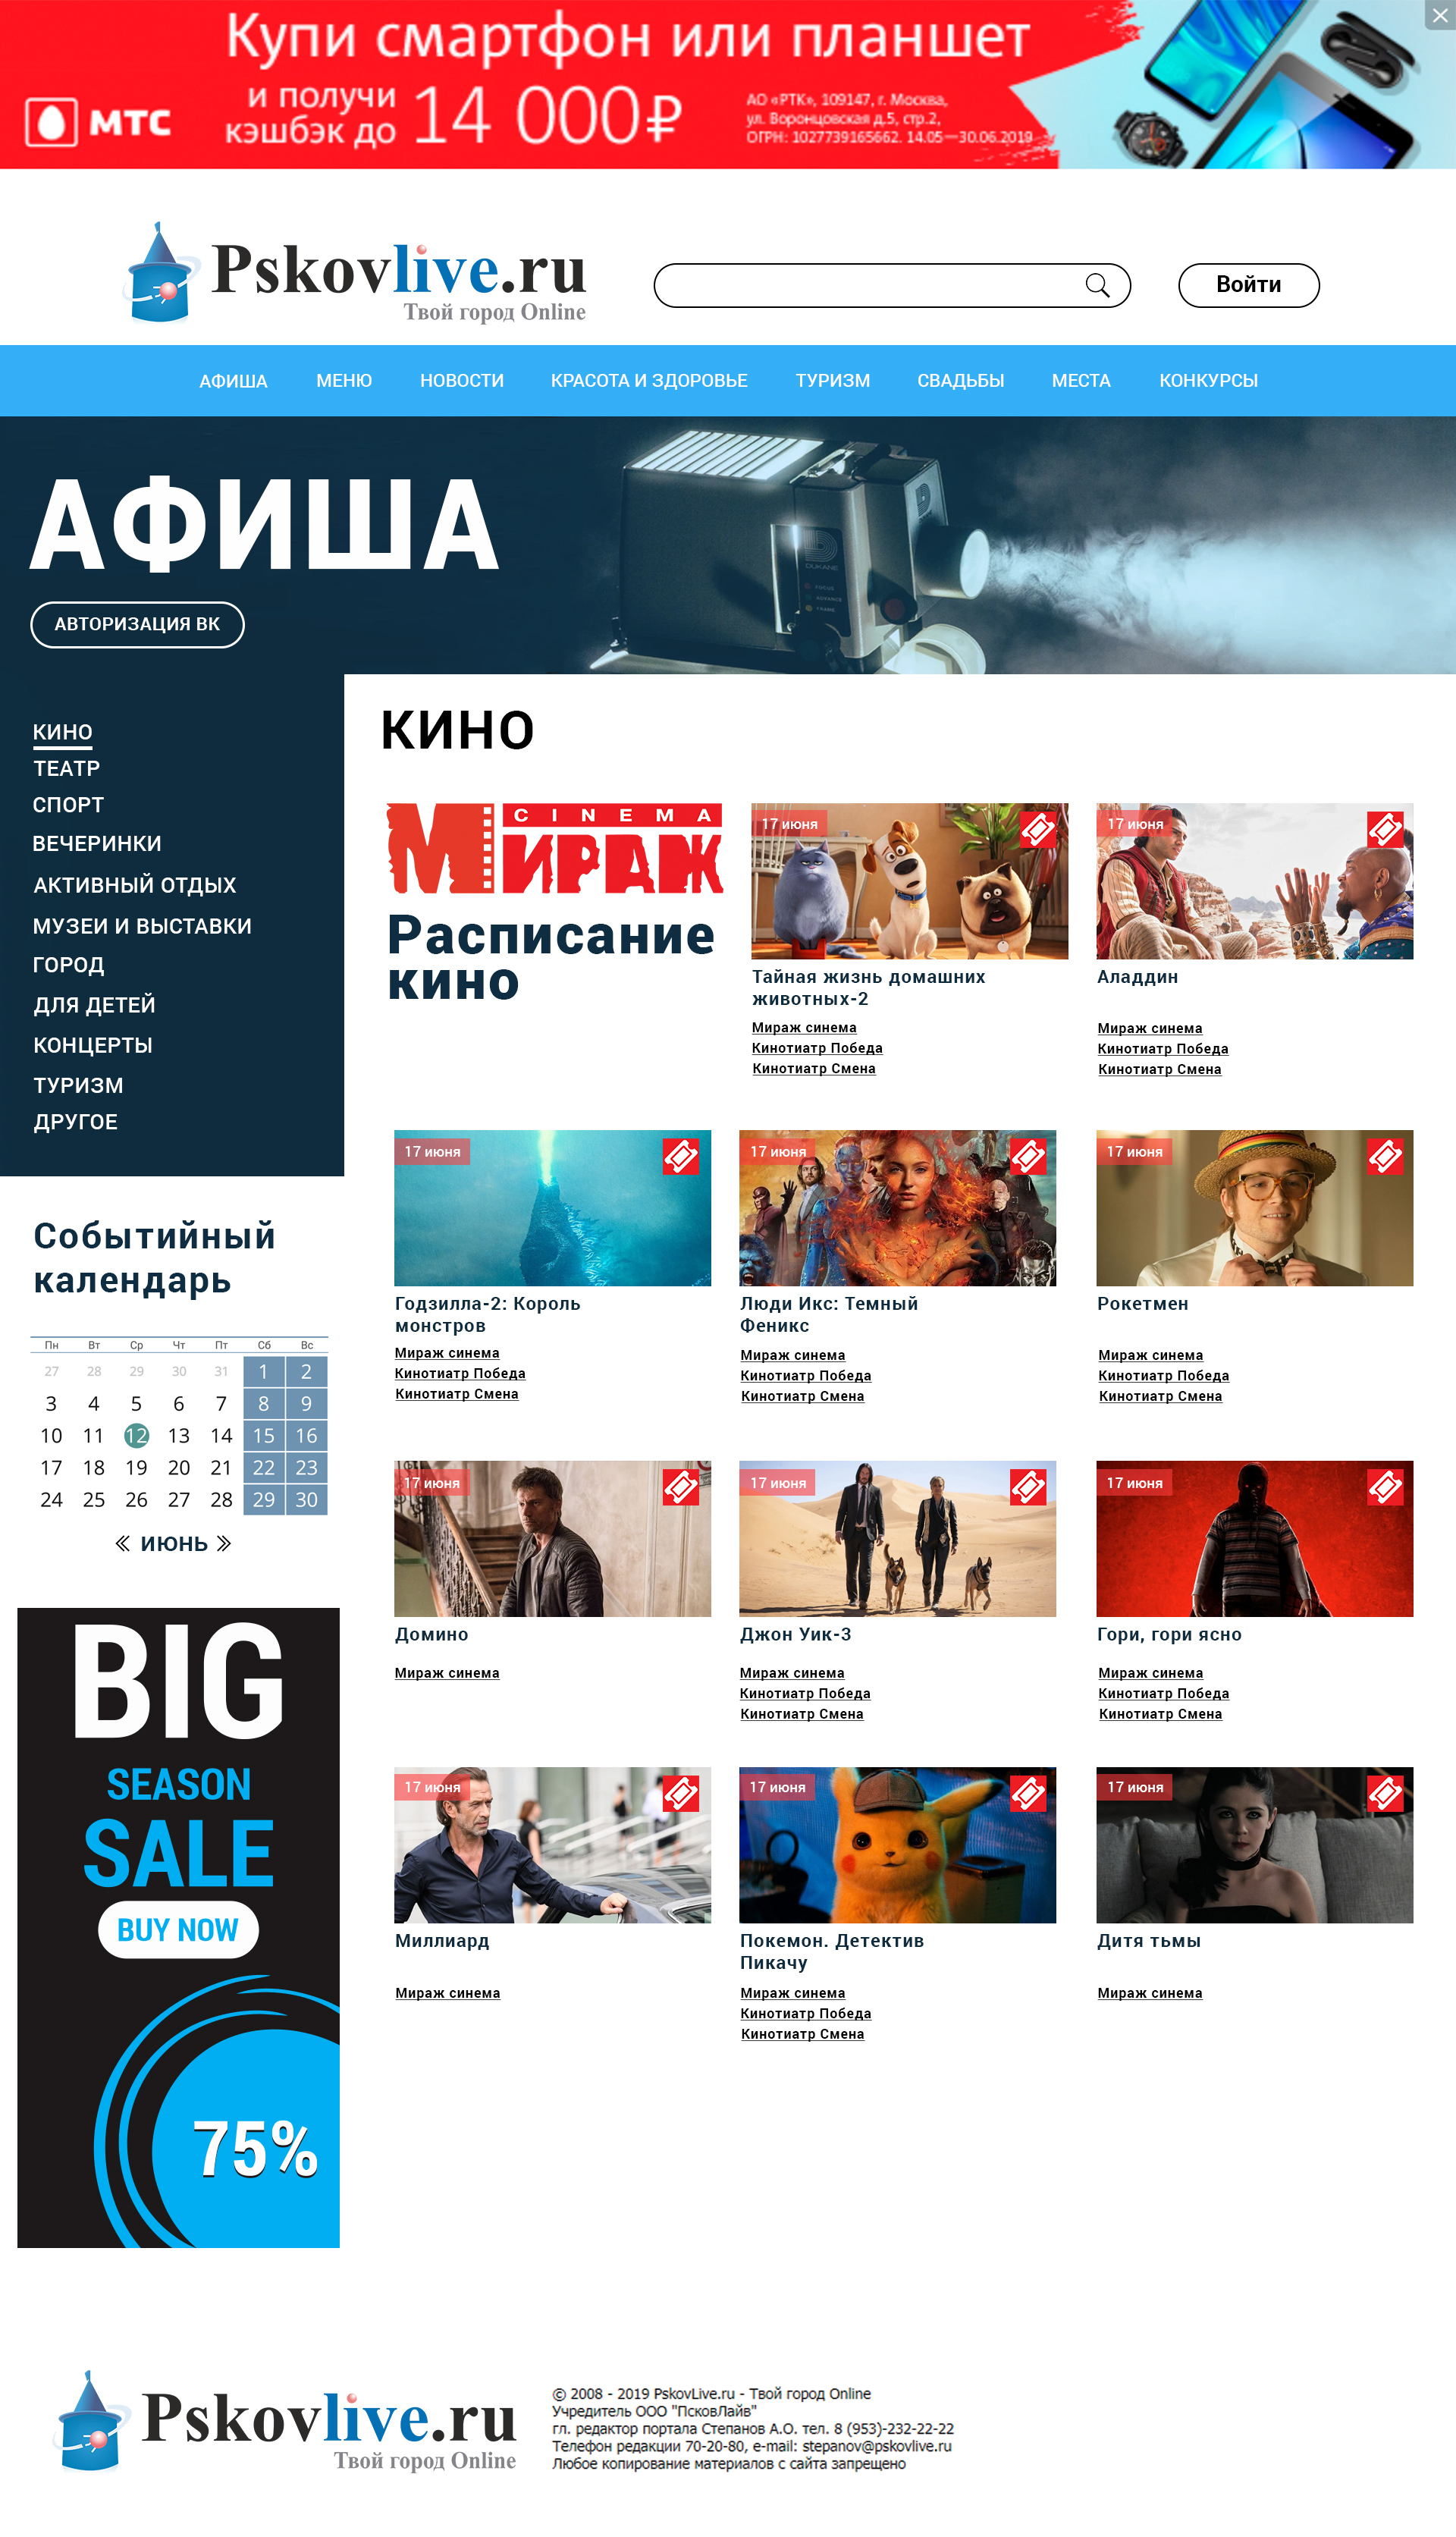 Купи смартфон или планшет
и получи
кэшбэк до 14 000 ₽
МТС
АО «РТК», 109147, г. Москва,
ул. Воронцовская д.5, стр.2,
ОГРН: 1027739165662. 14.05—30.06.2019
Pskovlive.ru
Твой город Online
Войти
АФИША МЕНЮ НОВОСТИ КРАСОТА И ЗДОРОВЬЕ ТУРИЗМ СВАДЬБЫ МЕСТА КОНКУРСЫ
АФИША
АВТОРИЗАЦИЯ ВК
DUKANE
FOCUS
ADVANCE
FRAME
КИНО
ТЕАТР
СПОРТ
ВЕЧЕРИНКИ
АКТИВНЫЙ ОТДЫХ
МУЗЕИ И ВЫСТАВКИ
ГОРОД
ДЛЯ ДЕТЕЙ
КОНЦЕРТЫ
ТУРИЗМ
ДРУГОЕ
Событийный
календарь
Пн Вт Ср Чт Пт Сб Вс
27 28 29 30 31 1 2
3 4 5 6 7 8 9
10 11 12 13 14 15 16
17 18 19 20 21 22 23
24 25 26 27 28 29 30
ИЮНЬ
BIG
SEASON
SALE
BUY NOW
75%
КИНО
CINEMA
Мираж
Расписание
кино
17 июня
Тайная жизнь домашних
животных-2
Мираж синема
Кинотиатр Победа
Кинотиатр Смена
17 июня
Аладдин
Мираж синема
Кинотиатр Победа
Кинотиатр Смена
17 июня
Годзилла-2: Король
монстров
Мираж синема
Кинотиатр Победа
Кинотиатр Смена
17 июня
Люди Икс: Темный
Феникс
Мираж синема
Кинотиатр Победа
Кинотиатр Смена
17 июня
Рокетмен
Мираж синема
Кинотиатр Победа
Кинотиатр Смена
17 июня
Домино
Мираж синема
17 июня
Джон Уик-3
Мираж синема
Кинотиатр Победа
Кинотиатр Смена
17 июня
Гори, гори ясно
Мираж синема
Кинотиатр Победа
Кинотиатр Смена
17 июня
Миллиард
Мираж синема
17 июня
Покемон. Детектив
Пикачу
Мираж синема
Кинотиатр Победа
Кинотиатр Смена
17 июня
Дитя тьмы
Мираж синема
Pskovlive.ru
Твой город Online
© 2008 - 2019 PskovLive.ru - Твой город Online
Учредитель ООО "ПсковЛайв"
гл. редактор портала Степанов А.О. тел. 8 (953)-232-22-22
Телефон редакции 70-20-80, e-mail: stepanov@pskovlive.ru
Любое копирование материалов с сайта запрещено